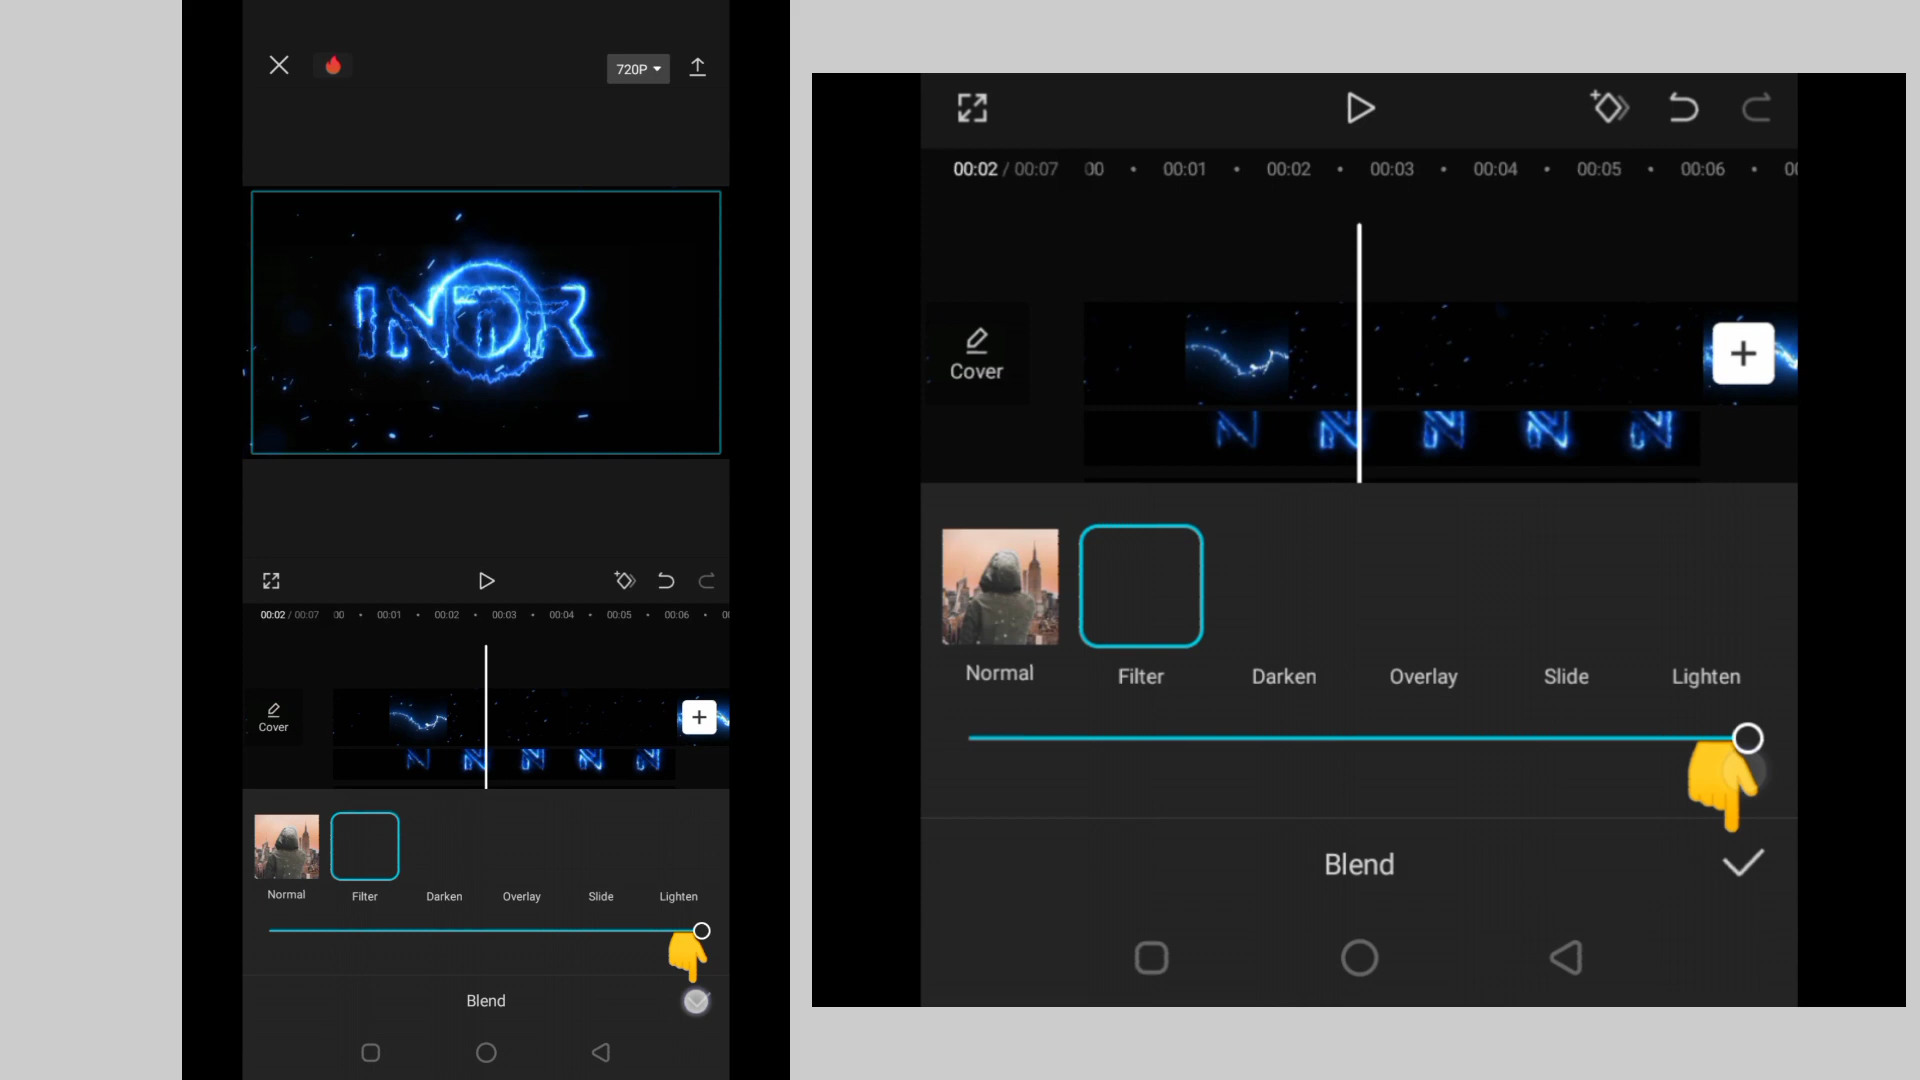 720P
INTR
00:02 / 00:07 00 00:01 00:02 00:03 00:04 00:05 00:06
Cover
N N N N N
Normal Filter Darken Overlay Slide Lighten
Blend
00:02 / 00:07 00 00:01 00:02 00:03 00:04 00:05 00:06
Cover
N N N N N
Normal Filter Darken Overlay Slide Lighten
Blend